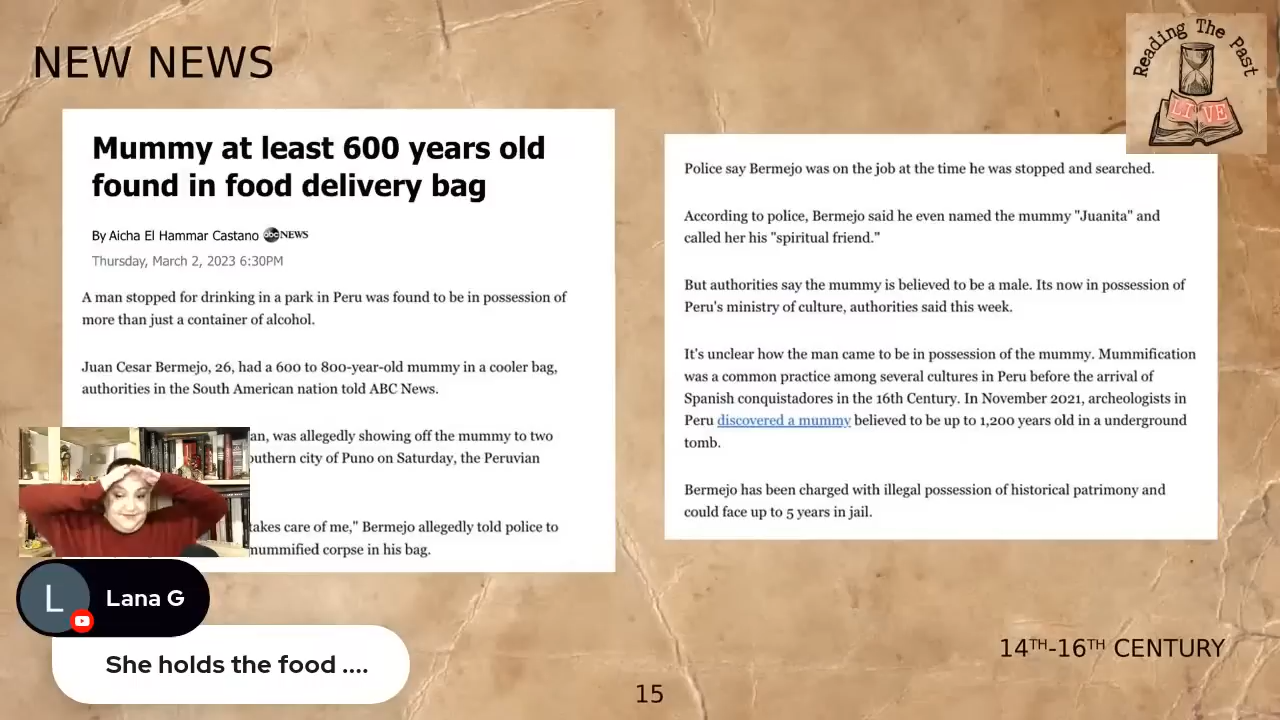 NEW NEWS
Reading The Past
LIVE
Mummy at least 600 years old
found in food delivery bag
By Aicha El Hammar Castano abc NEWS
Thursday, March 2, 2023 6:30PM
A man stopped for drinking in a park in Peru was found to be in possession of
more than just a container of alcohol.
Juan Cesar Bermejo, 26, had a 600 to 800-year-old mummy in a cooler bag,
authorities in the South American nation told ABC News.
an, was allegedly showing off the mummy to two
outhern city of Puno on Saturday, the Peruvian
takes care of me," Bermejo allegedly told police to
mummified corpse in his bag.
Police say Bermejo was on the job at the time he was stopped and searched.
According to police, Bermejo said he even named the mummy "Juanita" and
called her his "spiritual friend."
But authorities say the mummy is believed to be a male. Its now in possession of
Peru's ministry of culture, authorities said this week.
It's unclear how the man came to be in possession of the mummy. Mummification
was a common practice among several cultures in Peru before the arrival of
Spanish conquistadores in the 16th Century. In November 2021, archeologists in
Peru discovered a mummy believed to be up to 1,200 years old in a underground
tomb.
Bermejo has been charged with illegal possession of historical patrimony and
could face up to 5 years in jail.
L
Lana G
She holds the food ....
14TH-16TH CENTURY
15